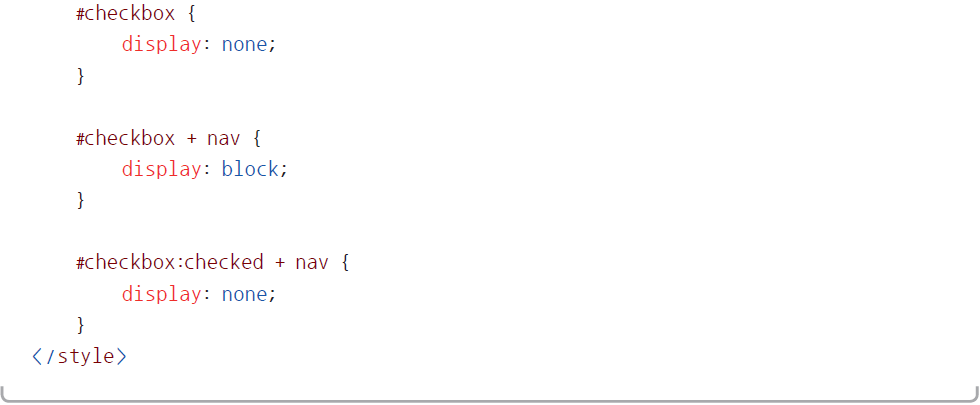 #checkbox {
display: none;
}
#checkbox + nav {
display: block;
}
#checkbox:checked + nav {
display: none;
}
</style>